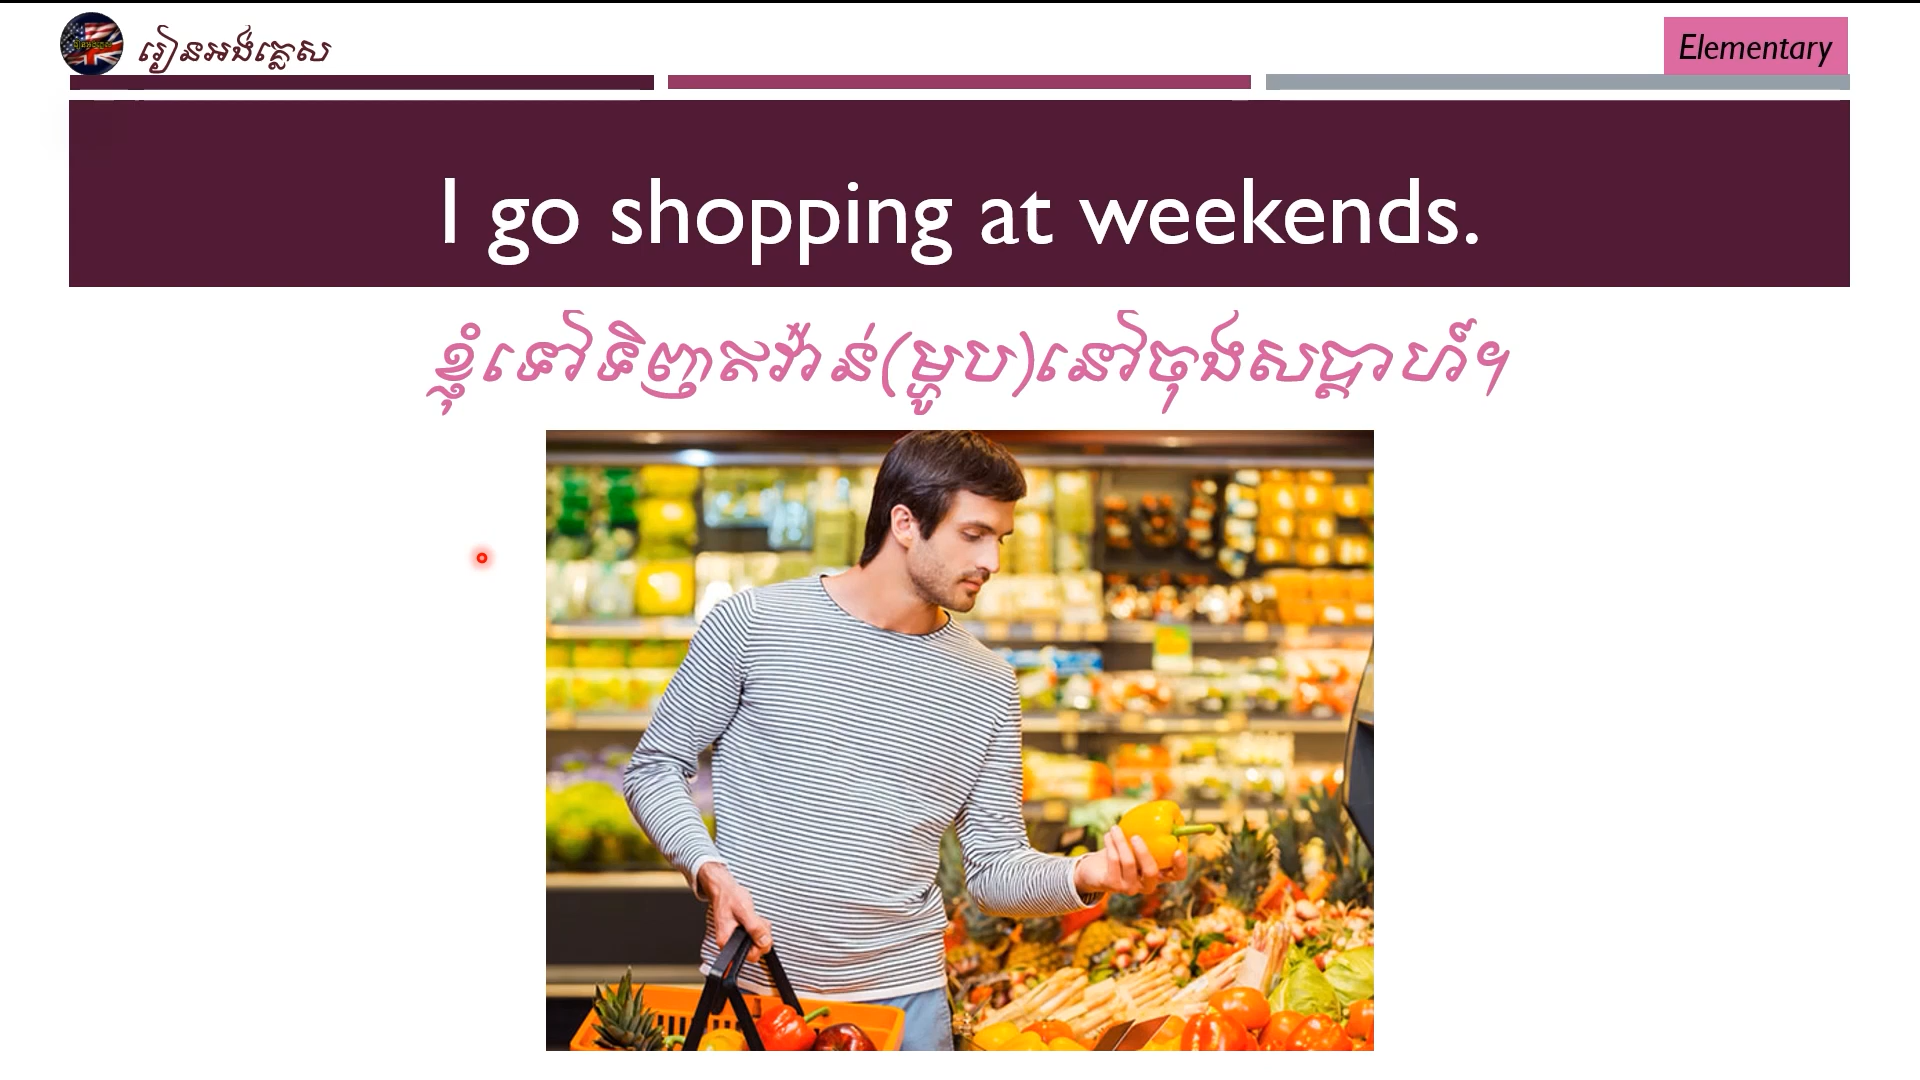 រៀនអង់គ្លេស
Elementary
I go shopping at weekends.
ខ្ញុំទៅទិញឥវ៉ាន់(ម្ហូប)នៅចុងសប្តាហ៍។